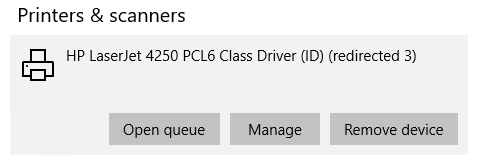 Printers & scanners
HP LaserJet 4250 PCL6 Class Driver (ID) (redirected 3)
Open queue
Manage
Remove device